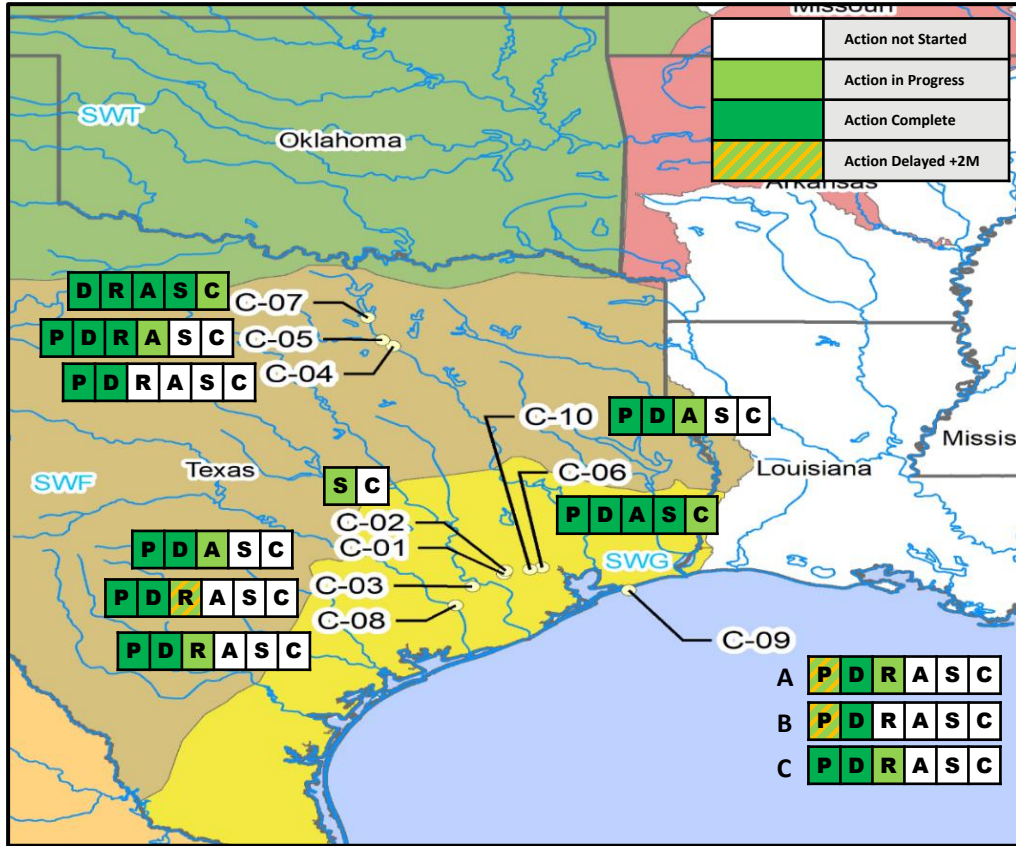 Missouri
Action not Started
Action in Progress
Action Complete
Action Delayed +2M
SWT
Oklahoma
Arkansas
D R A S C
C-07
P D R A S C
C-05
P D R A S C
C-04
C-10
P D A S C
Missis
SWF
Texas
S C
C-06
Louisiana
C-02
P D A S C
P D A S C
C-01
SWG
P D R A S C
C-03
C-08
P D R A S C
C-09
A P D R A S C
B P D R A S C
C P D R A S C